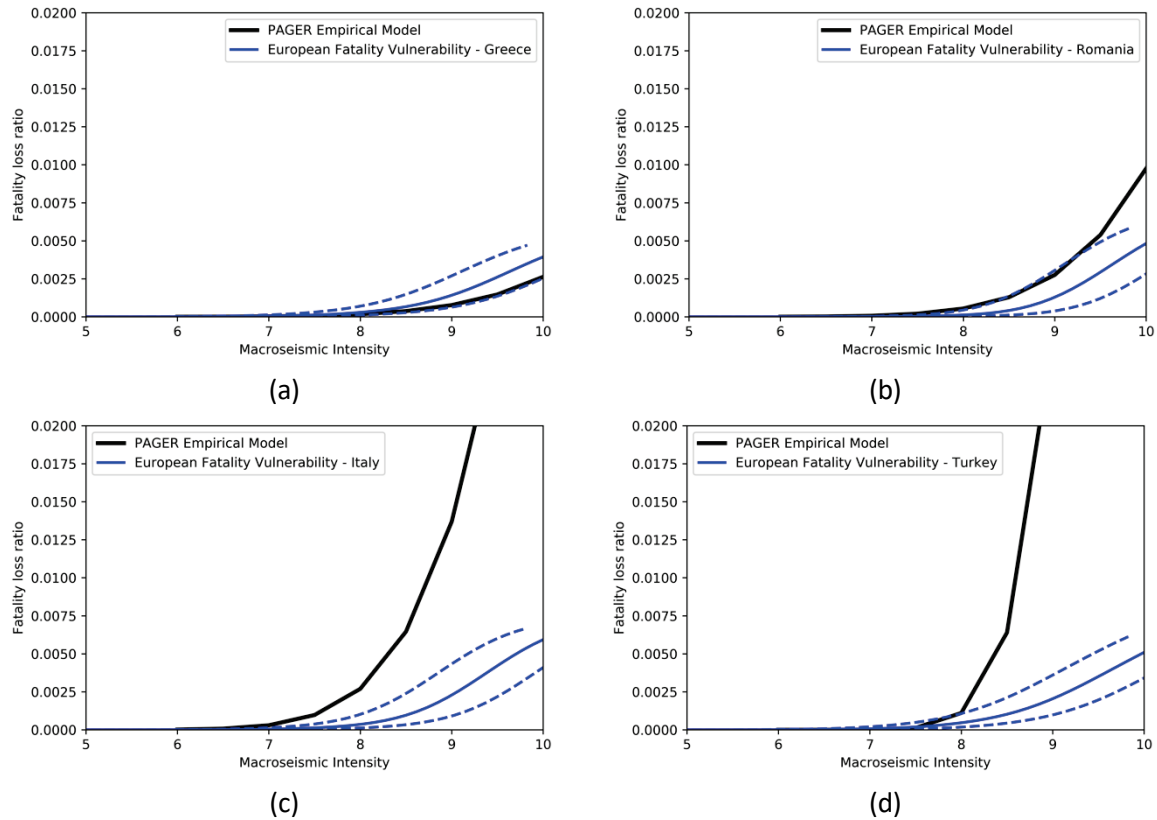 0.0200
0.0175
0.0150
0.0125
0.0100
0.0075
0.0050
0.0025
0.0000
Fatality loss ratio
PAGER Empirical Model
European Fatality Vulnerability - Greece
5 6 7 8 9 10
Macroseismic Intensity
(a)
0.0200
0.0175
0.0150
0.0125
0.0100
0.0075
0.0050
0.0025
0.0000
Fatality loss ratio
PAGER Empirical Model
European Fatality Vulnerability - Romania
5 6 7 8 9 10
Macroseismic Intensity
(b)
0.0200
0.0175
0.0150
0.0125
0.0100
0.0075
0.0050
0.0025
0.0000
Fatality loss ratio
PAGER Empirical Model
European Fatality Vulnerability - Italy
5 6 7 8 9 10
Macroseismic Intensity
(c)
0.0200
0.0175
0.0150
0.0125
0.0100
0.0075
0.0050
0.0025
0.0000
Fatality loss ratio
PAGER Empirical Model
European Fatality Vulnerability - Turkey
5 6 7 8 9 10
Macroseismic Intensity
(d)